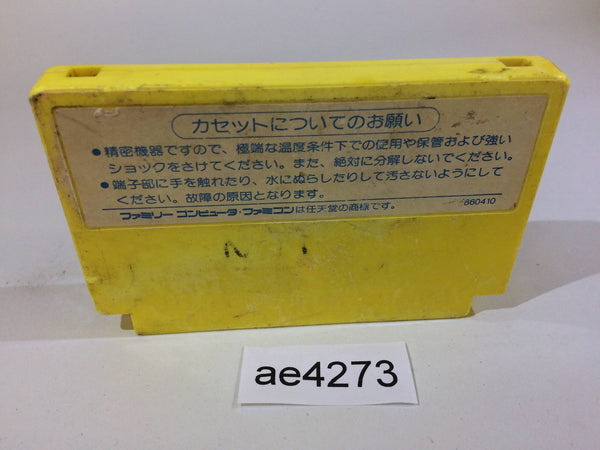 カセットについてのお願い
●精密機器ですので、極端な温度条件下での使用や保管および強い
ショックをさけてください。また、絶対に分解しないでください。
●端子部に手を触れたり、水にぬらしたりして汚さないようにして
ください。故障の原因となります。
ファミリーコンピュータ・ファミコンは任天堂の商標です。
860410
ae4273